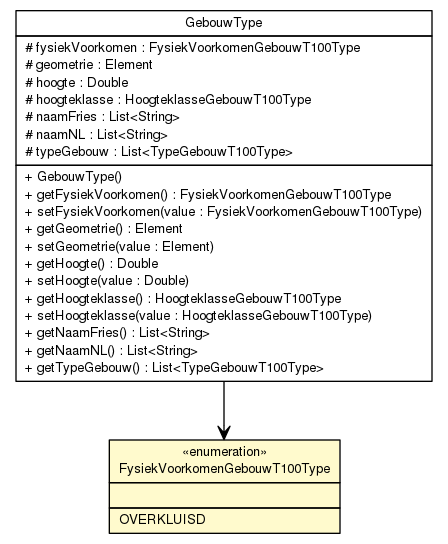 GebouwType
# fysiekVoorkomen : FysiekVoorkomenGebouwT100Type
# geometrie : Element
# hoogte : Double
# hoogteklasse : HoogteklasseGebouwT100Type
# naamFries : List<String>
# naamNL : List<String>
# typeGebouw : List<TypeGebouwT100Type>
+ GebouwType()
+ getFysiekVoorkomen() : FysiekVoorkomenGebouwT100Type
+ setFysiekVoorkomen(value : FysiekVoorkomenGebouwT100Type)
+ getGeometrie() : Element
+ setGeometrie(value : Element)
+ getHoogte() : Double
+ setHoogte(value : Double)
+ getHoogteklasse() : HoogteklasseGebouwT100Type
+ setHoogteklasse(value : HoogteklasseGebouwT100Type)
+ getNaamFries() : List<String>
+ getNaamNL() : List<String>
+ getTypeGebouw() : List<TypeGebouwT100Type>
«enumeration»
FysiekVoorkomenGebouwT100Type
OVERKLUISD